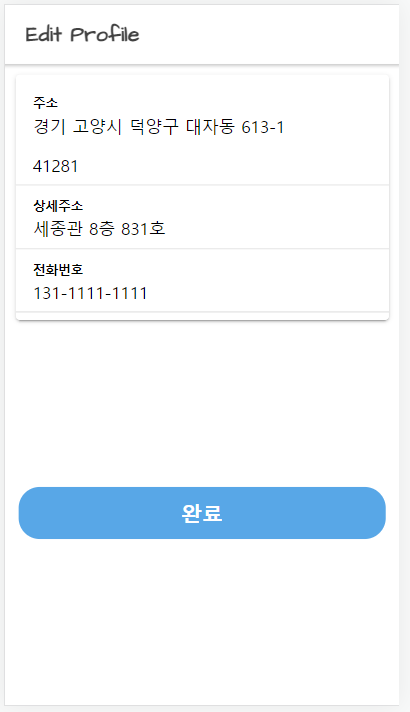 Edit Profile
주소
경기 고양시 덕양구 대자동 613-1
41281
상세주소
세종관 8층 831호
전화번호
131-1111-1111
완료